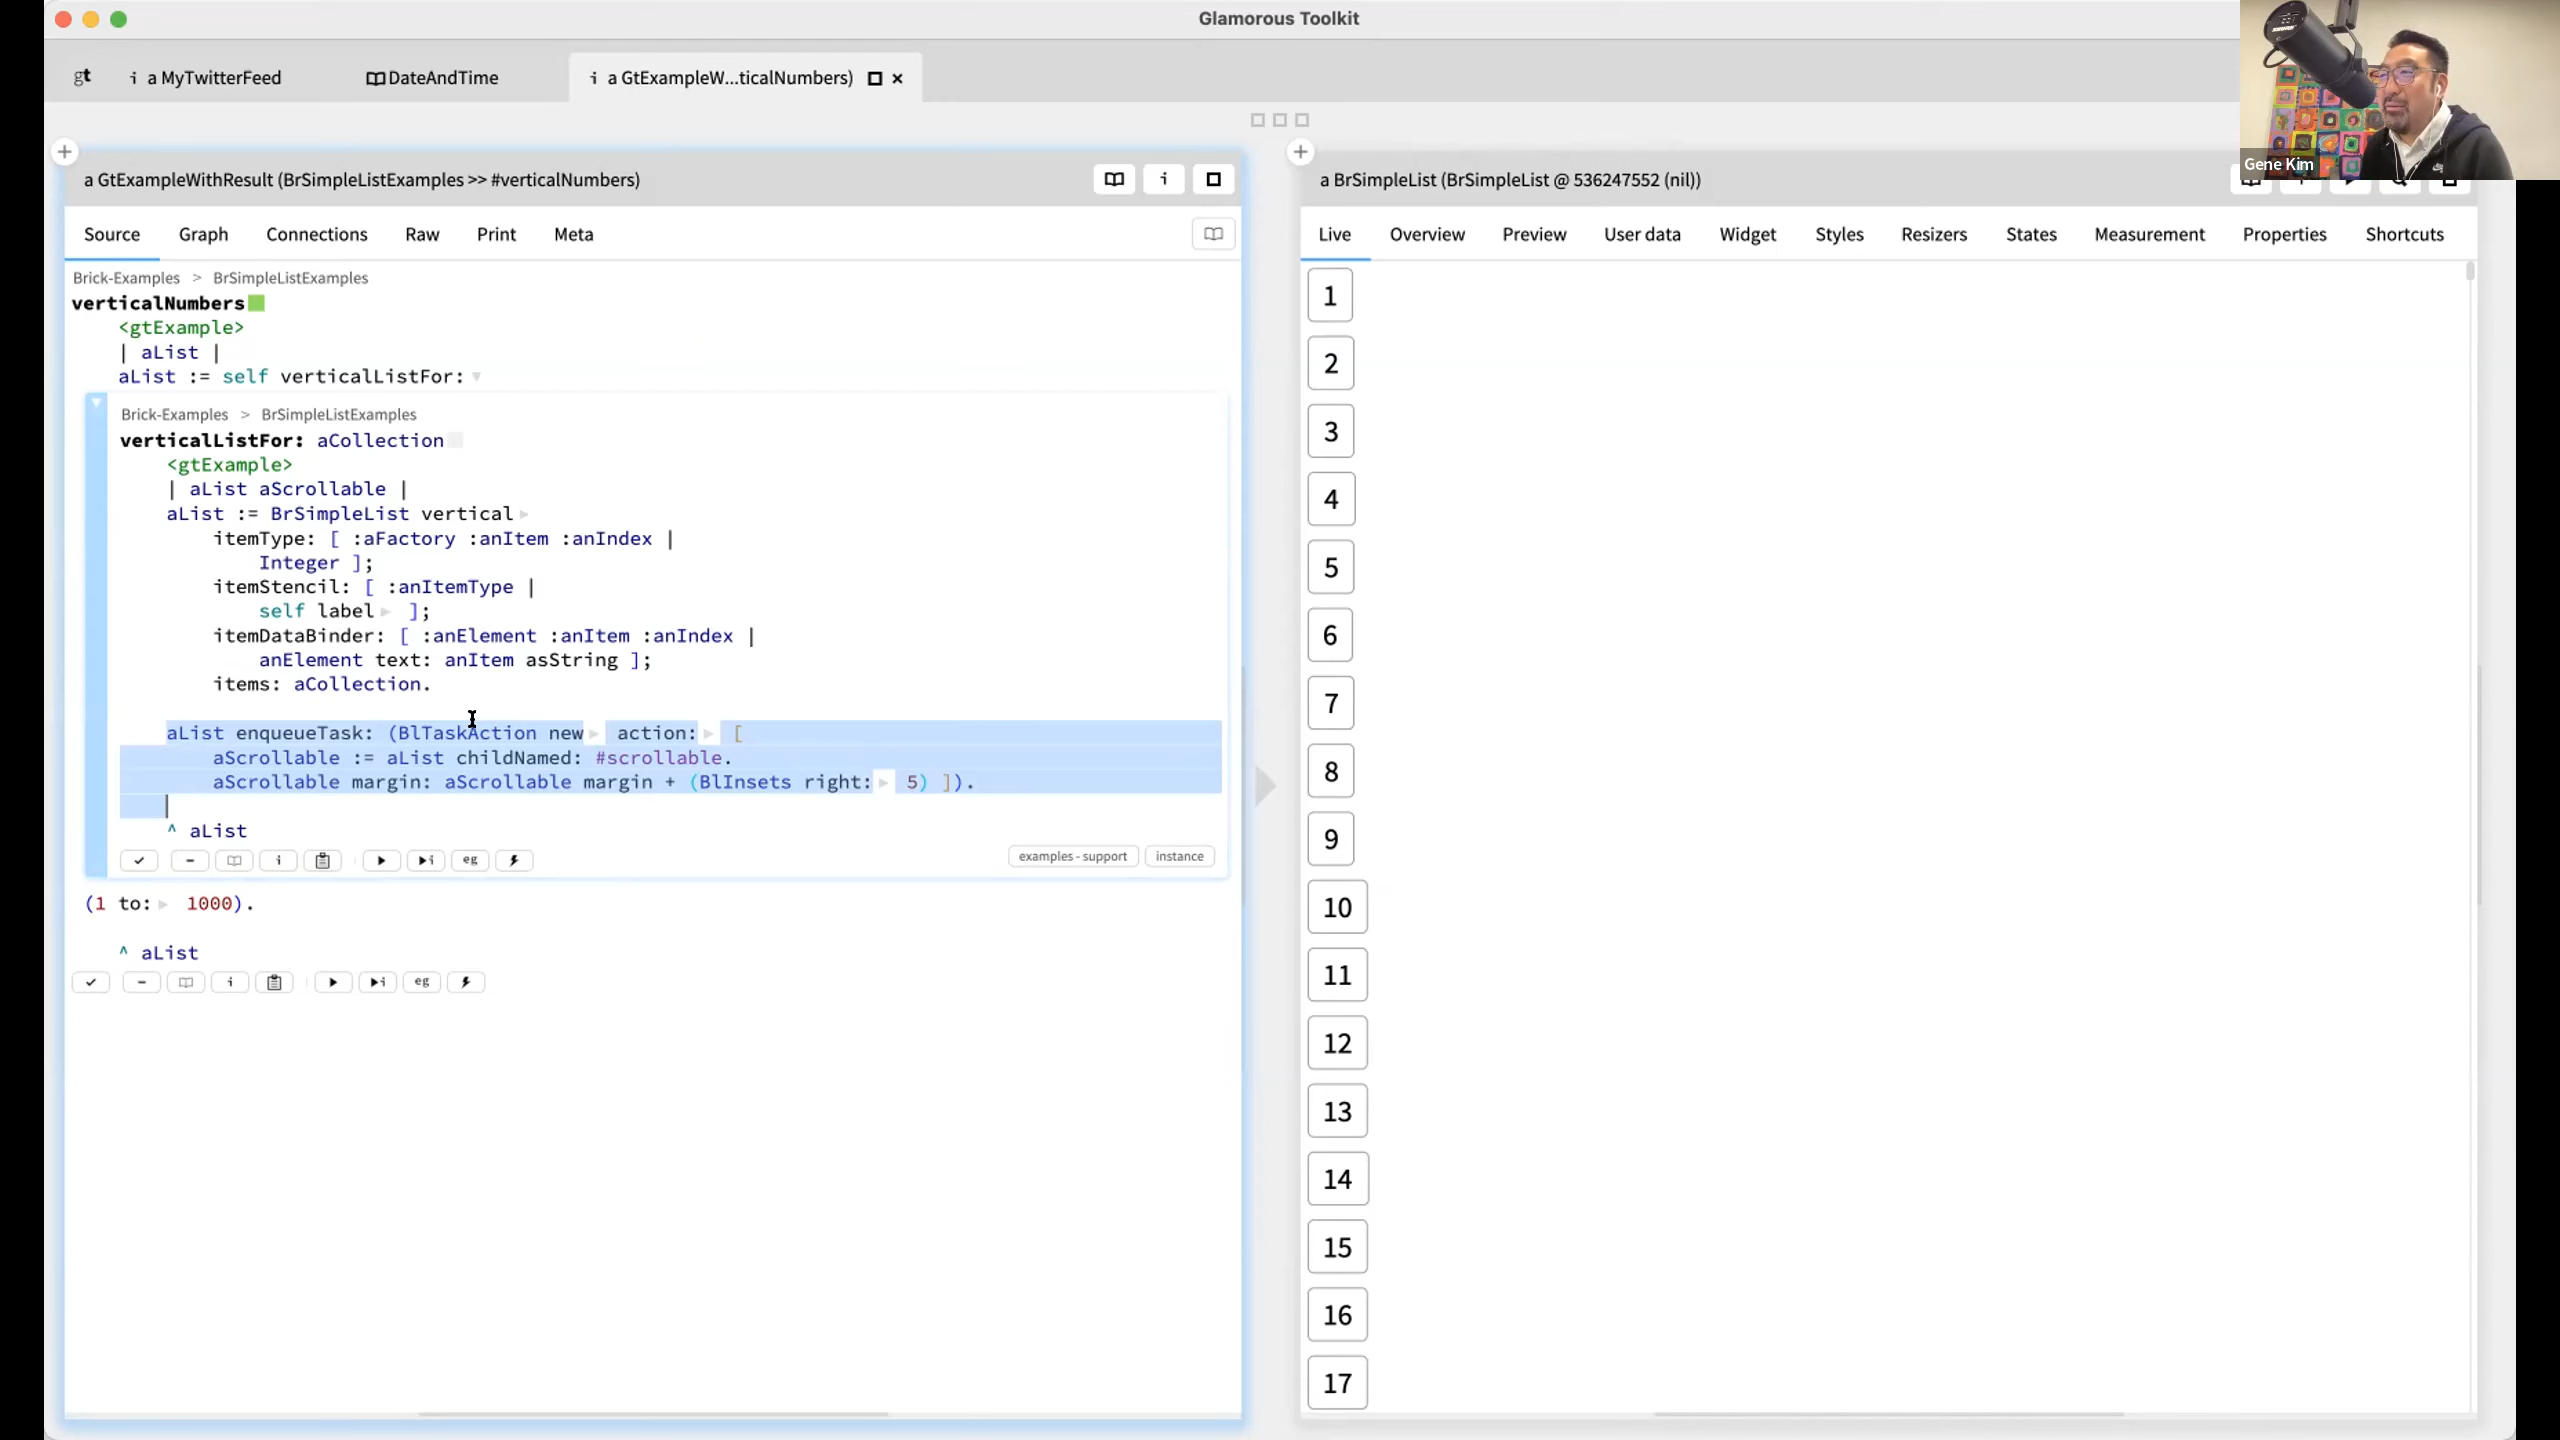 Glamorous Toolkit
gt
i a MyTwitterFeed
DateAndTime
i a GtExampleW...ticalNumbers)
Gene Kim
a GtExampleWithResult (BrSimpleListExamples >> #verticalNumbers)
i
Source Graph Connections Raw Print Meta
Brick-Examples > BrSimpleListExamples
verticalNumbers
<gtExample>
| aList |
aList := self verticalListFor:
Brick-Examples > BrSimpleListExamples
verticalListFor: aCollection
<gtExample>
| aList aScrollable |
aList := BrSimpleList vertical
itemType: [ :aFactory :anItem :anIndex |
Integer ];
itemStencil: [ :anItemType |
self label ];
itemDataBinder: [ :anElement :anItem :anIndex |
anElement text: anItem asString ];
items: aCollection.
aList enqueueTask: (BlTaskAction new action: [
aScrollable := aList childNamed: #scrollable.
aScrollable margin: aScrollable margin + (BlInsets right: 5) ]).
^ aList
i eg examples - support instance
(1 to: 1000).
^ aList
i eg
a BrSimpleList (BrSimpleList @ 536247552 (nil))
Live Overview Preview User data Widget Styles Resizers States Measurement Properties Shortcuts
1
2
3
4
5
6
7
8
9
10
11
12
13
14
15
16
17